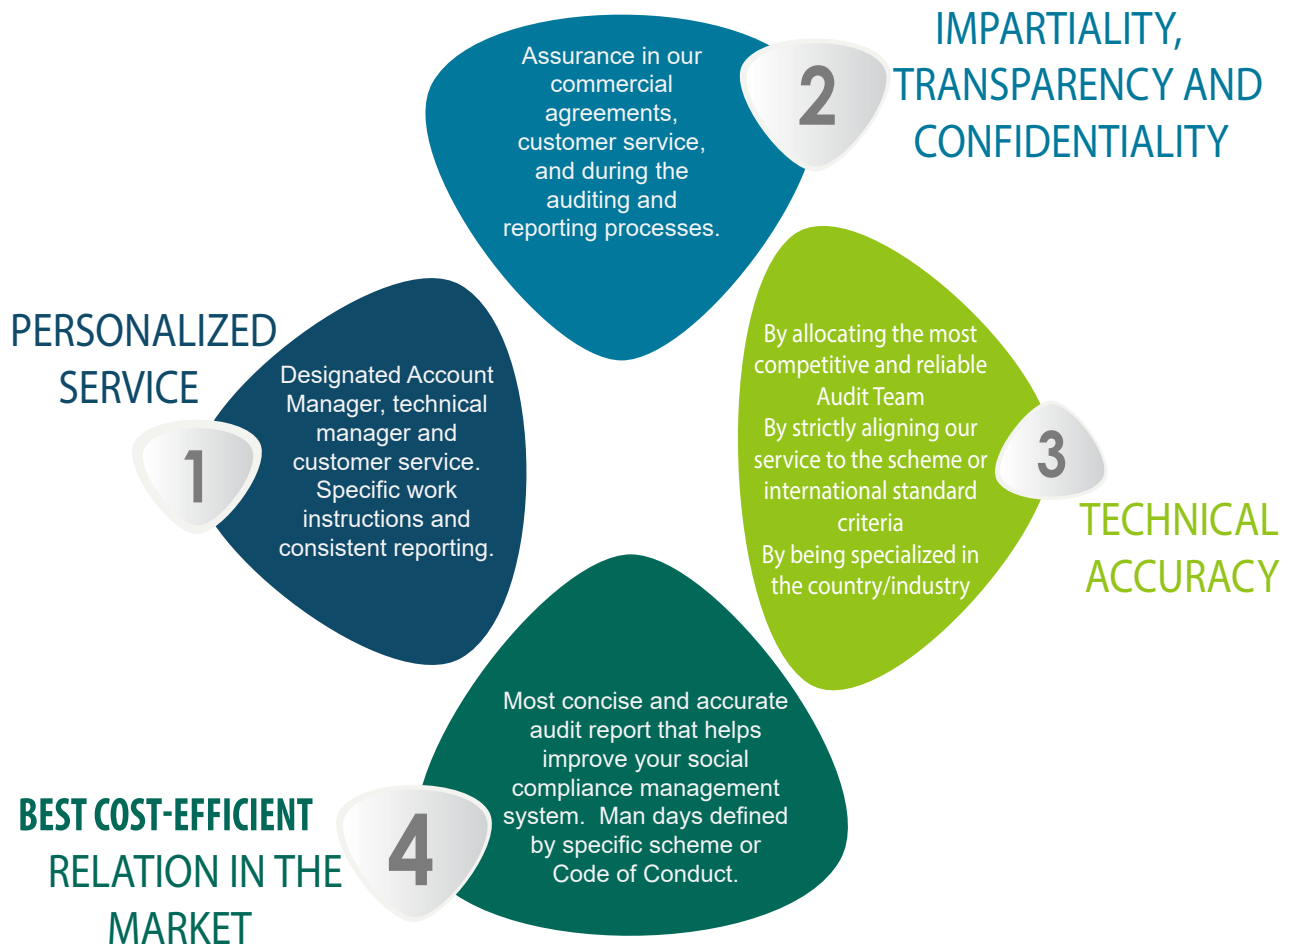 PERSONALIZED
SERVICE
1
Designated Account
Manager, technical
manager and
customer service.
Specific work
instructions and
consistent reporting.
IMPARTIALITY,
TRANSPARENCY AND
CONFIDENTIALITY
2
Assurance in our
commercial
agreements,
customer service,
and during the
auditing and
reporting processes.
3
TECHNICAL
ACCURACY
By allocating the most
competitive and reliable
Audit Team
By strictly aligning our
service to the scheme or
international standard
criteria
By being specialized in
the country/industry
BEST COST-EFFICIENT
RELATION IN THE
MARKET
4
Most concise and accurate
audit report that helps
improve your social
compliance management
system.  Man days defined
by specific scheme or
Code of Conduct.